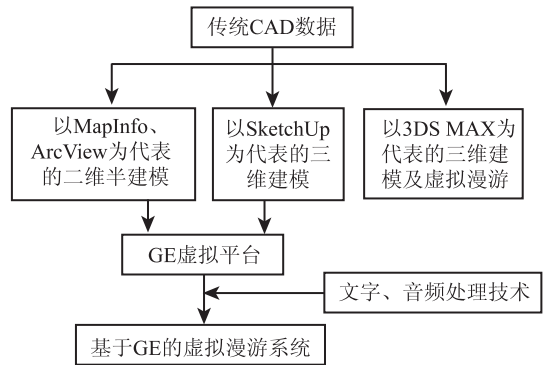 传统CAD数据
以MapInfo、
ArcView为代表
的二维半建模
以SketchUp
为代表的三
维建模
以3DS MAX为
代表的三维建
模及虚拟漫游
GE虚拟平台
文字、音频处理技术
基于GE的虚拟漫游系统